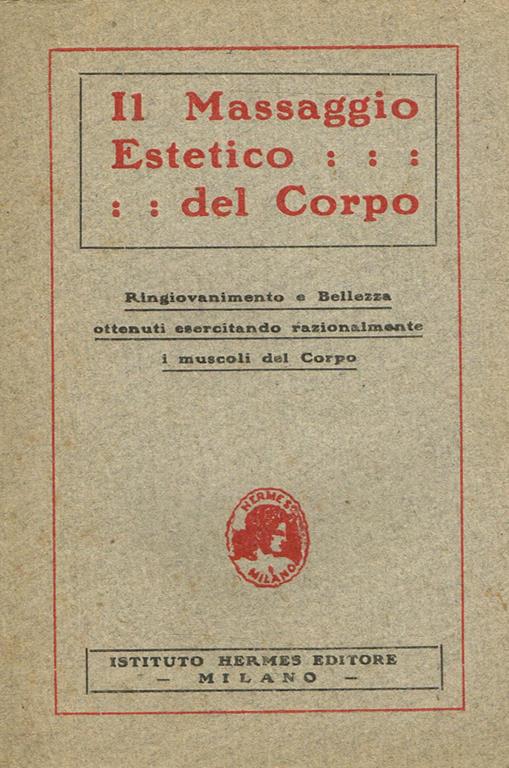 Il Massaggio
Estetico : : :
: : del Corpo
Ringiovanimento e Bellezza
ottenuti esercitando razionalmente
i muscoli del Corpo
HERMES
MILANO
ISTITUTO HERMES EDITORE
— MILANO —